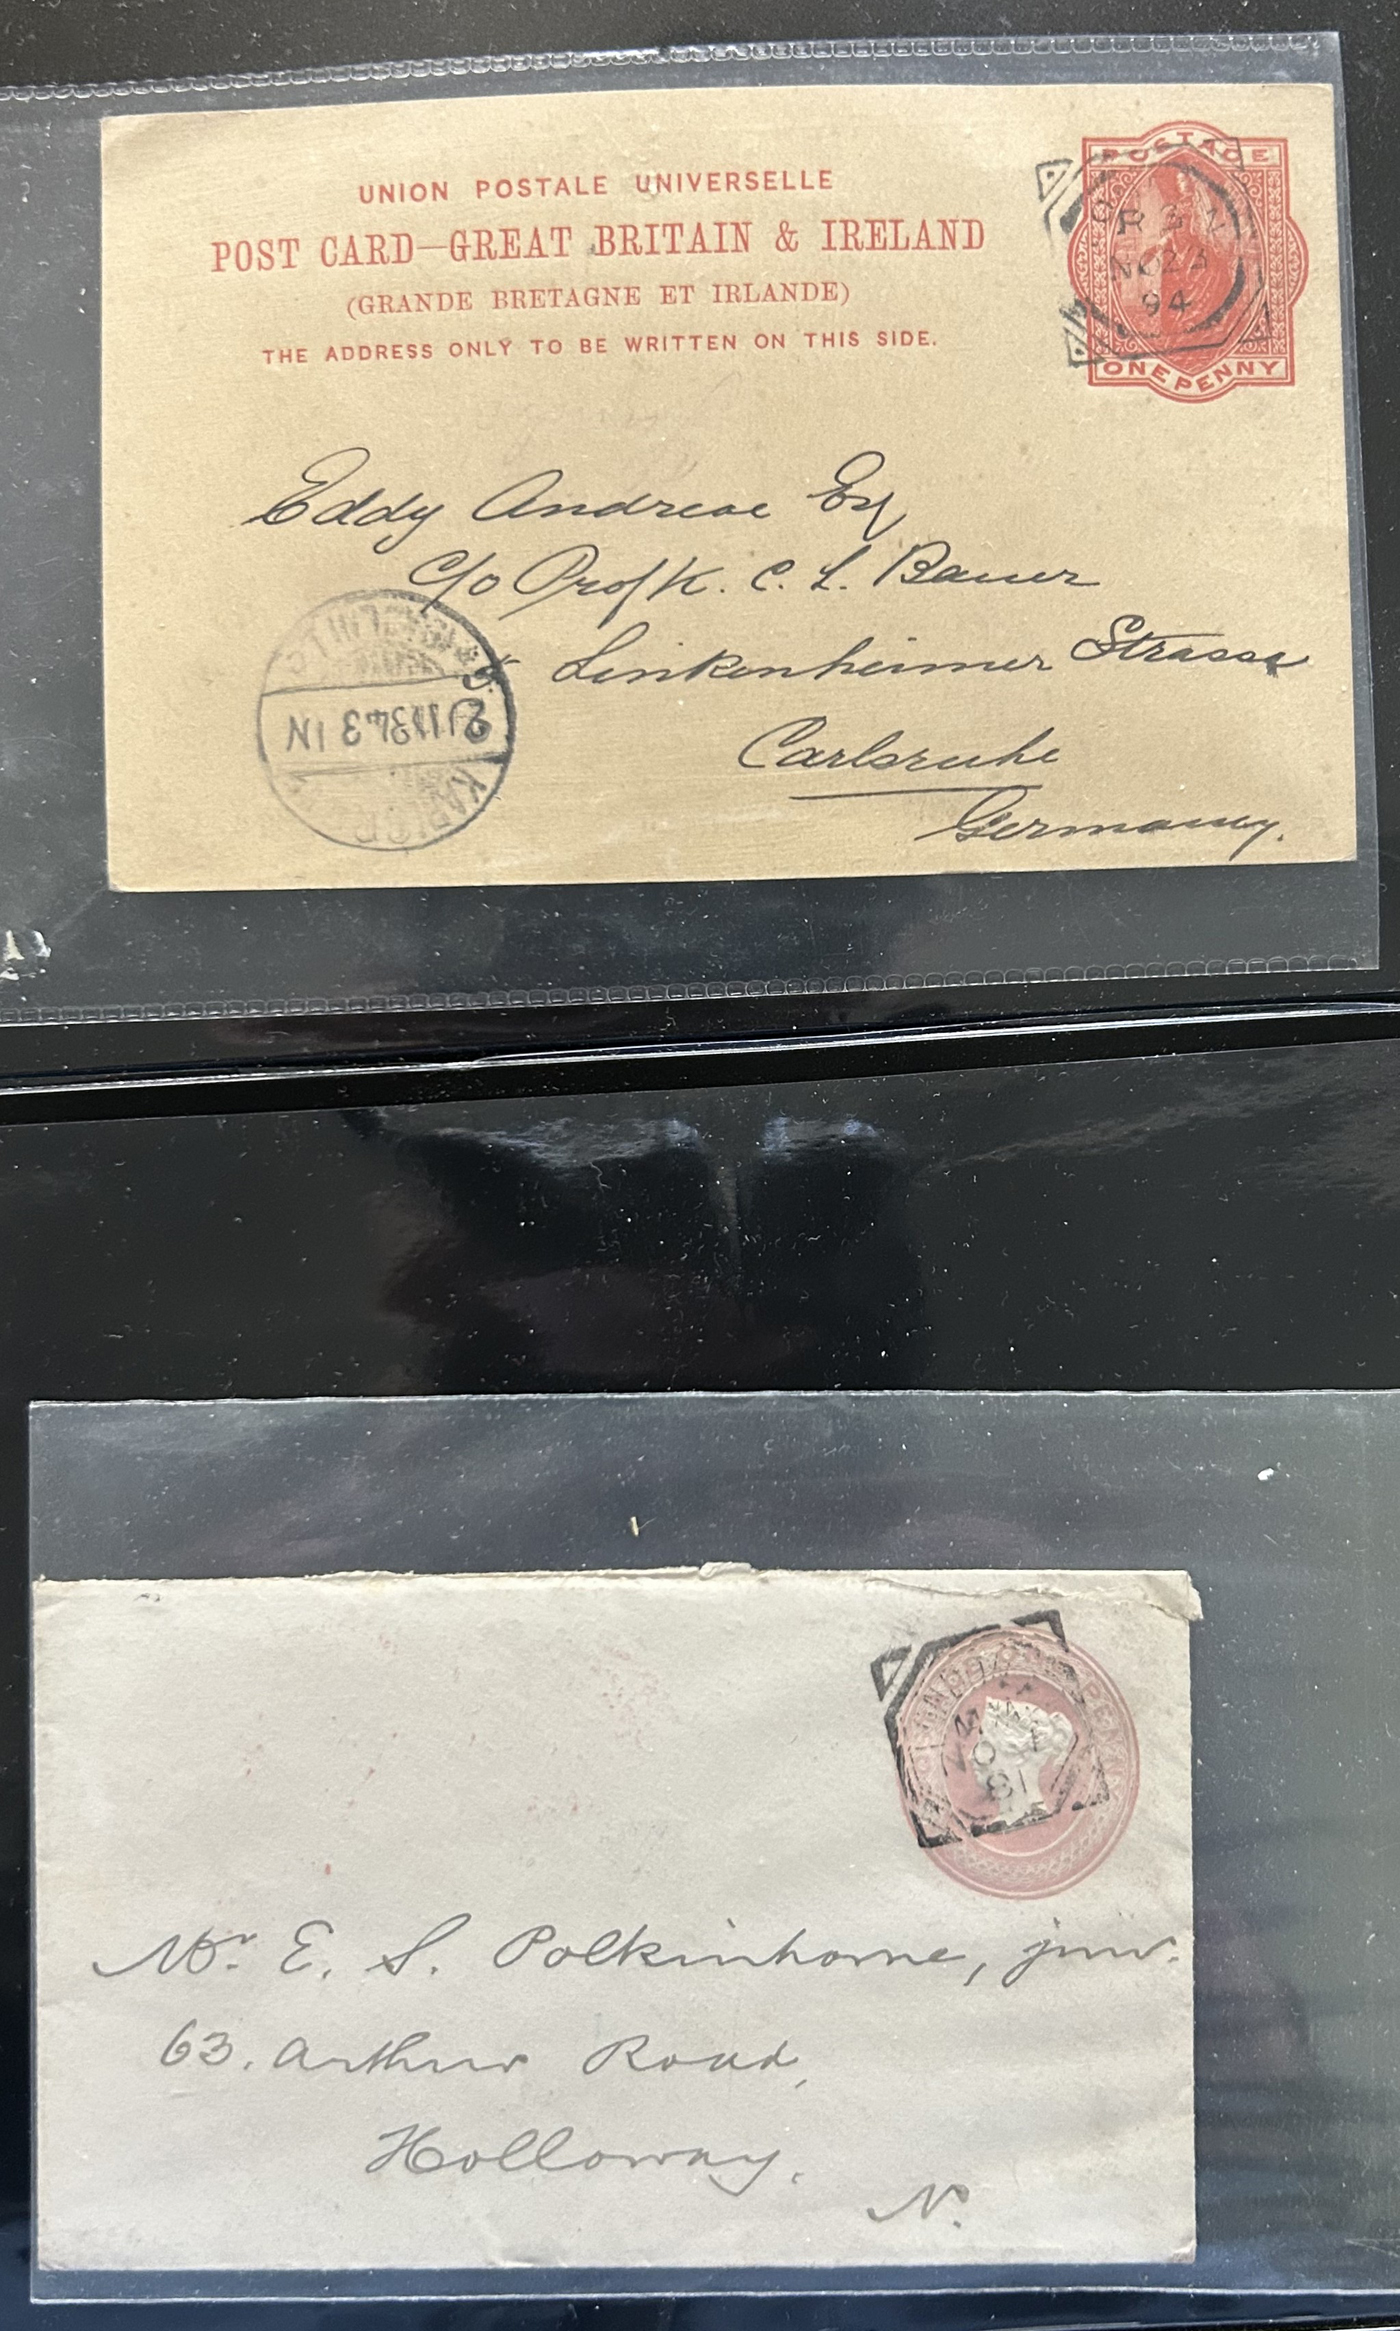 UNION POSTALE UNIVERSELLE
POST CARD—GREAT BRITAIN & IRELAND
(GRANDE BRETAGNE ET IRLANDE)
THE ADDRESS ONLY TO BE WRITTEN ON THIS SIDE.
POSTAGE
NO 23
94
ONE PENNY
Eddy Andreae Esq
c/o Prof K. C. L. Bauer
Linkenheimer Strasse
Carlsruhe
Germany.
Mr. E. S. Polkinhorne, junr.
63. Arthur Road,
Holloway.
N.